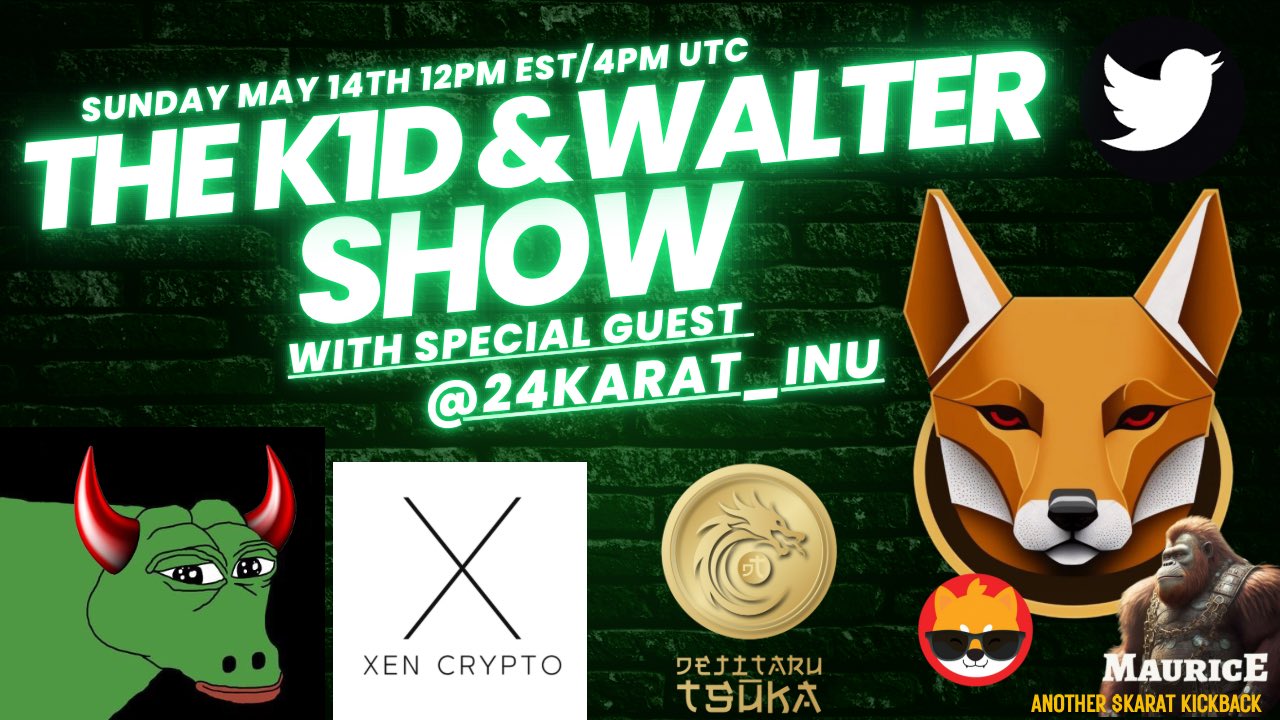 SUNDAY MAY 14TH 12PM EST/4PM UTC
THE K1D & WALTER
SHOW
WITH SPECIAL GUEST
@24KARAT_INU
XEN CRYPTO
DEJITARU
TSŪKA
MAURICE
ANOTHER $KARAT KICKBACK